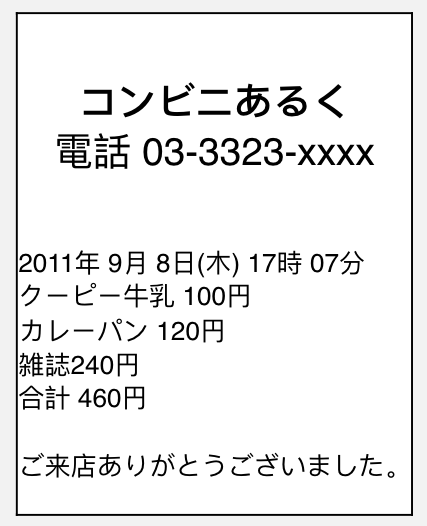 コンビニあるく
電話 03-3323-xxxx
2011年 9月 8日(木) 17時 07分
クーピー牛乳 100円
カレーパン 120円
雑誌240円
合計 460円
ご来店ありがとうございました。